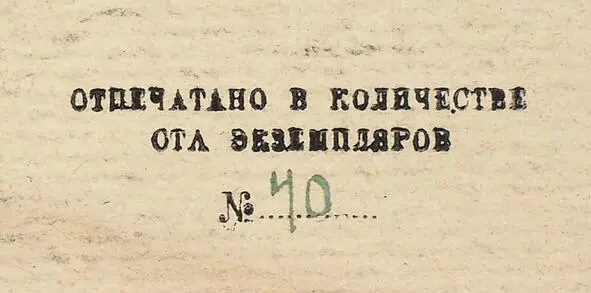 ОТПЕЧАТАНО В КОЛИЧЕСТВЕ
СТА ЭКЗЕМПЛЯРОВ
№ 40